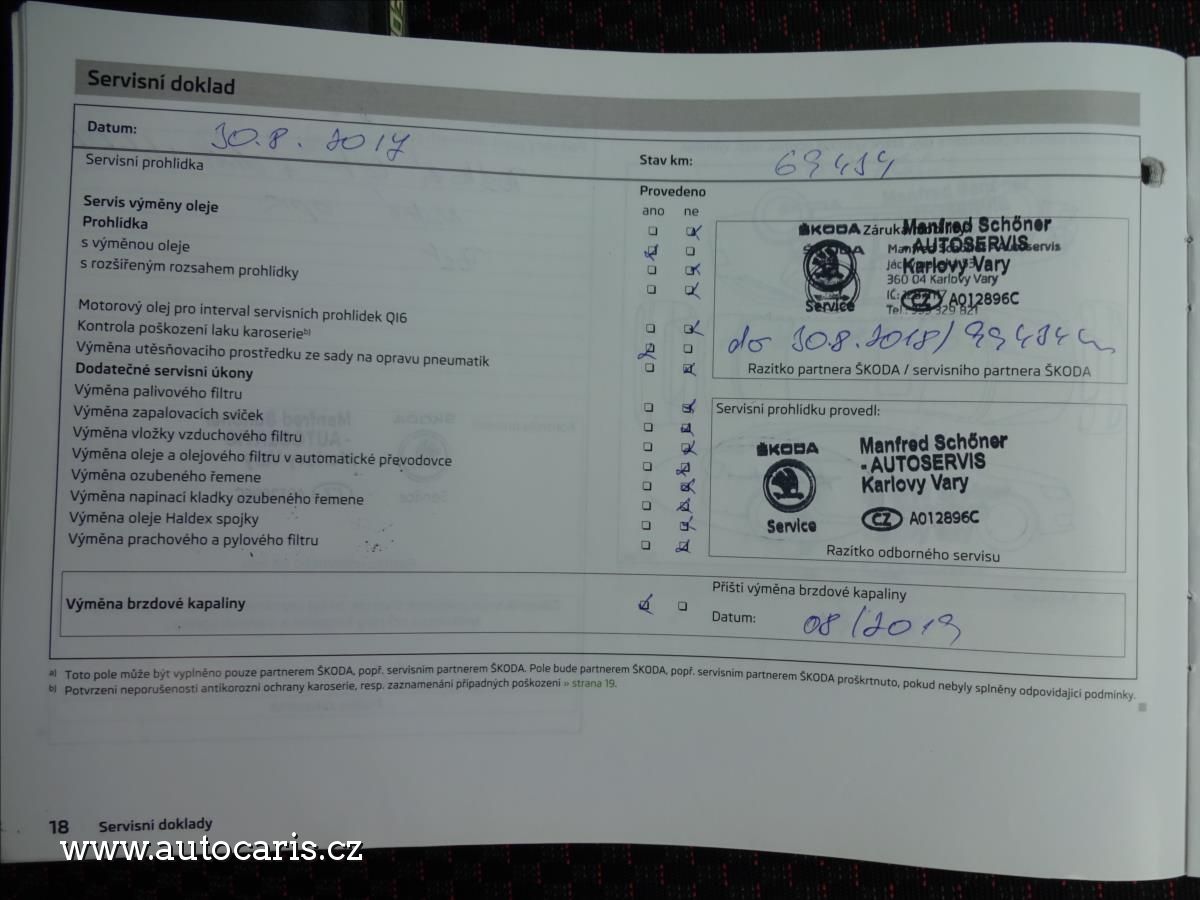 Servisní doklad
Datum: 30.8. 2017
Stav km: 69 434
Servisní prohlídka
Provedeno
ano ne
Servis výměny oleje
Prohlídka
s výměnou oleje
s rozšířeným rozsahem prohlídky
Motorový olej pro interval servisních prohlídek QI6
Kontrola poškození laku karoserie b)
Výměna utěsňovacího prostředku ze sady na opravu pneumatik
Dodatečné servisní úkony
Výměna palivového filtru
Výměna zapalovacích svíček
Výměna vložky vzduchového filtru
Výměna oleje a olejového filtru v automatické převodovce
Výměna ozubeného řemene
Výměna napínací kladky ozubeného řemene
Výměna oleje Haldex spojky
Výměna prachového a pylového filtru
ŠKODA Záruka
Manfred Schöner
- AUTOSERVIS
Karlovy Vary
360 04 Karlovy Vary
Service
CZ A012896C
do 30.8.2018/
Razítko partnera ŠKODA / servisního partnera ŠKODA
Servisní prohlídku provedl:
ŠKODA
Service
Manfred Schöner
- AUTOSERVIS
Karlovy Vary
CZ A012896C
Razítko odborného servisu
Výměna brzdové kapaliny
Příští výměna brzdové kapaliny
Datum: 08/2019
a) Toto pole může být vyplněno pouze partnerem ŠKODA, popř. servisním partnerem ŠKODA. Pole bude partnerem ŠKODA, popř. servisním partnerem ŠKODA proškrtnuto, pokud nebyly splněny odpovídající podmínky.
b) Potvrzení neporušenosti antikorozní ochrany karoserie, resp. zaznamenání případných poškození » strana 19.
18 Servisní doklady
www.autocaris.cz